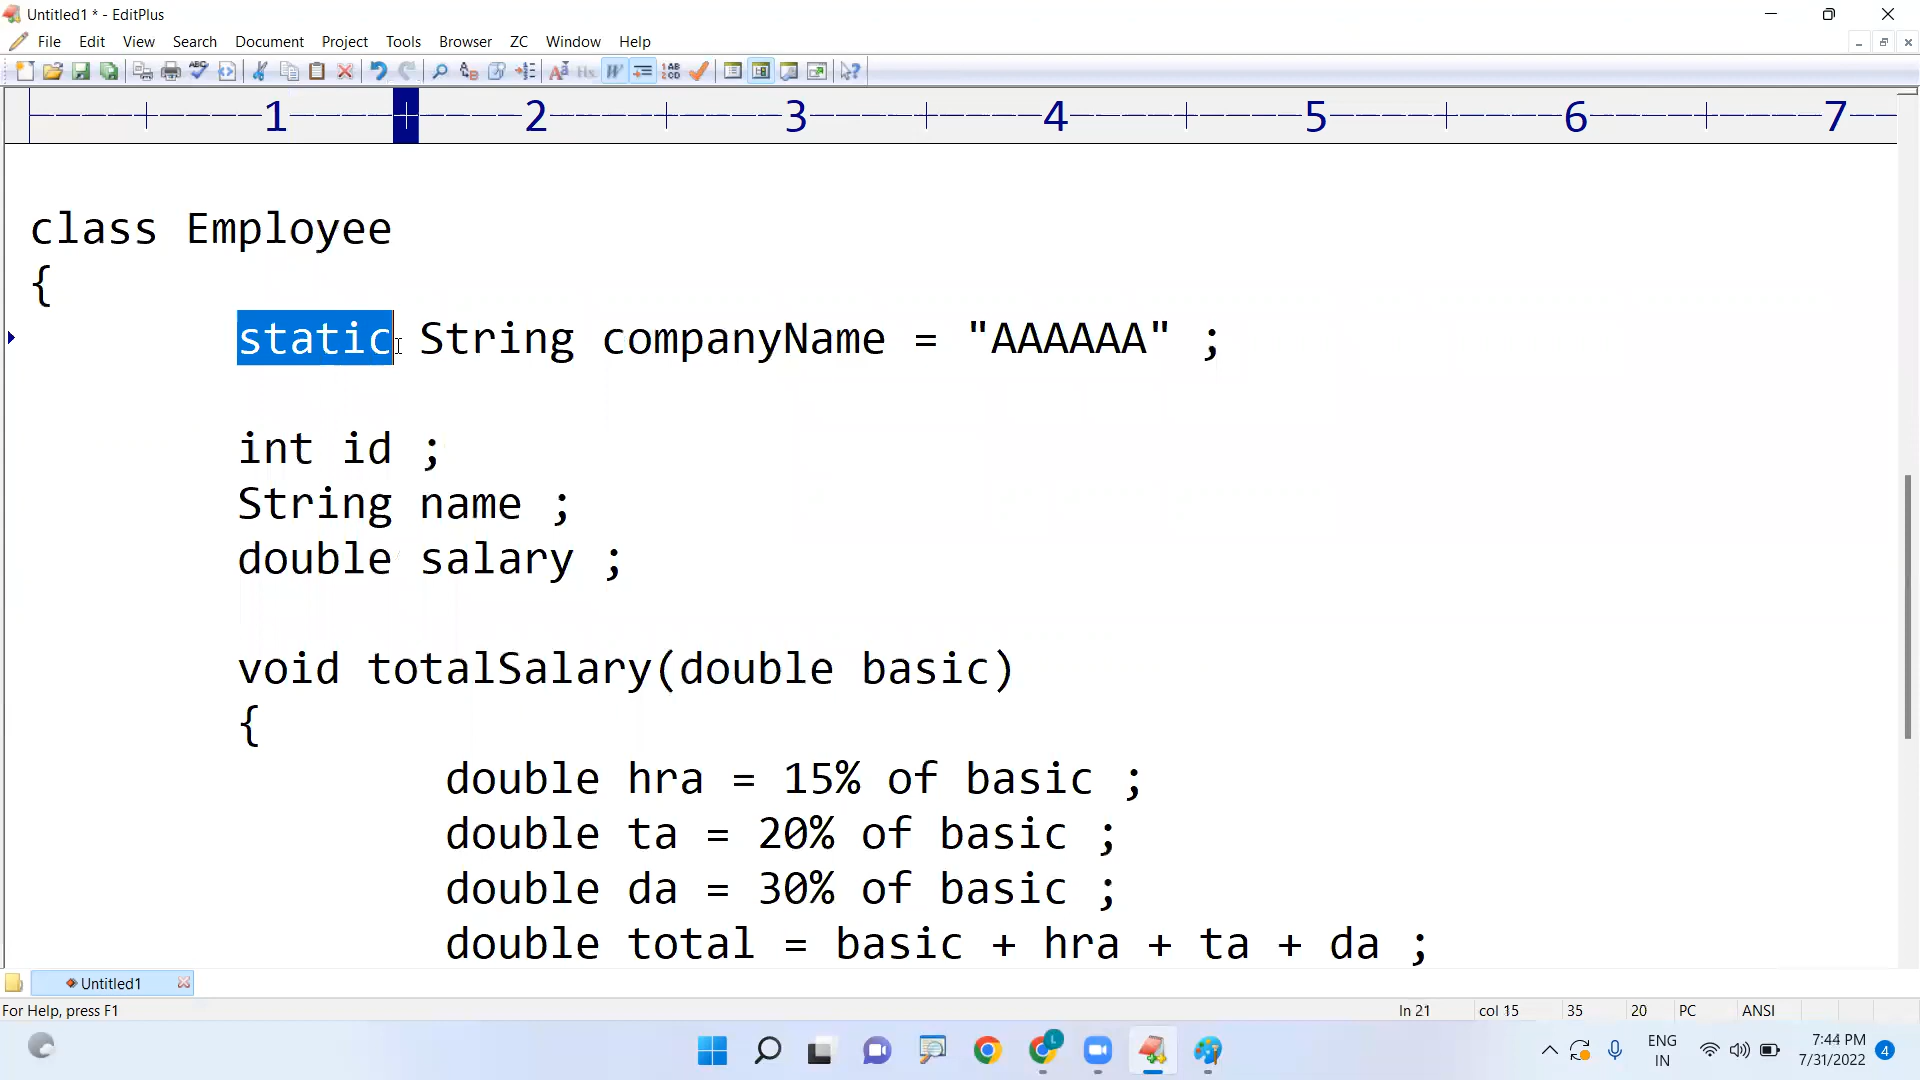 Untitled1 * - EditPlus
File Edit View Search Document Project Tools Browser ZC Window Help
1 2 3 4 5 6 7
class Employee
{
static String companyName = "AAAAAA" ;
int id ;
String name ;
double salary ;
void totalSalary(double basic)
{
double hra = 15% of basic ;
double ta = 20% of basic ;
double da = 30% of basic ;
double total = basic + hra + ta + da ;
Untitled1
For Help, press F1 ln 21 col 15 35 20 PC ANSI
ENG
IN
7:44 PM
7/31/2022
4